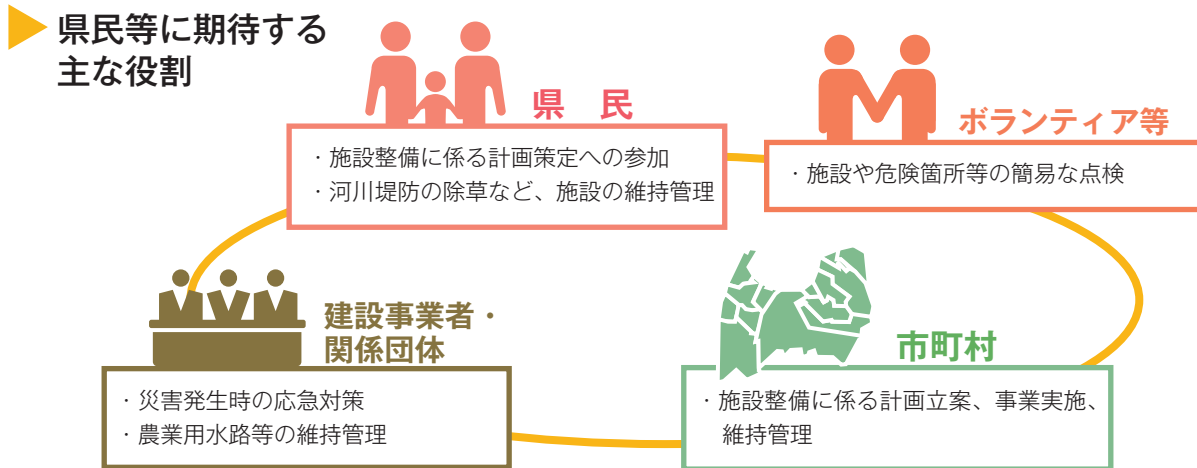 県民等に期待する
主な役割
県　民
・施設整備に係る計画策定への参加
・河川堤防の除草など、施設の維持管理
ボランティア等
・施設や危険箇所等の簡易な点検
建設事業者・
関係団体
・災害発生時の応急対策
・農業用水路等の維持管理
市町村
・施設整備に係る計画立案、事業実施、
維持管理